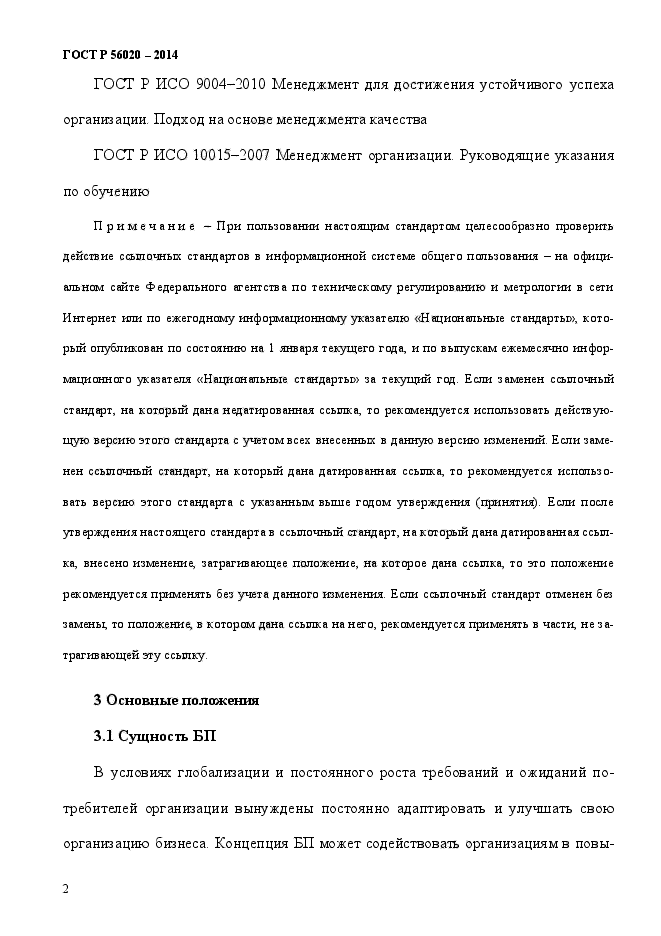 ГОСТ Р 56020 – 2014
ГОСТ Р ИСО 9004–2010 Менеджмент для достижения устойчивого успеха
организации. Подход на основе менеджмента качества
ГОСТ Р ИСО 10015–2007 Менеджмент организации. Руководящие указания
по обучению
Примечание – При пользовании настоящим стандартом целесообразно проверить
действие ссылочных стандартов в информационной системе общего пользования – на офици-
альном сайте Федерального агентства по техническому регулированию и метрологии в сети
Интернет или по ежегодному информационному указателю «Национальные стандарты», кото-
рый опубликован по состоянию на 1 января текущего года, и по выпускам ежемесячно инфор-
мационного указателя «Национальные стандарты» за текущий год. Если заменен ссылочный
стандарт, на который дана недатированная ссылка, то рекомендуется использовать действую-
щую версию этого стандарта с учетом всех внесенных в данную версию изменений. Если заме-
нен ссылочный стандарт, на который дана датированная ссылка, то рекомендуется использо-
вать версию этого стандарта с указанным выше годом утверждения (принятия). Если после
утверждения настоящего стандарта в ссылочный стандарт, на который дана датированная ссыл-
ка, внесено изменение, затрагивающее положение, на которое дана ссылка, то это положение
рекомендуется применять без учета данного изменения. Если ссылочный стандарт отменен без
замены, то положение, в котором дана ссылка на него, рекомендуется применять в части, не за-
трагивающей эту ссылку.
3 Основные положения
3.1 Сущность БП
В условиях глобализации и постоянного роста требований и ожиданий по-
требителей организации вынуждены постоянно адаптировать и улучшать свою
организацию бизнеса. Концепция БП может содействовать организациям в повы-
2